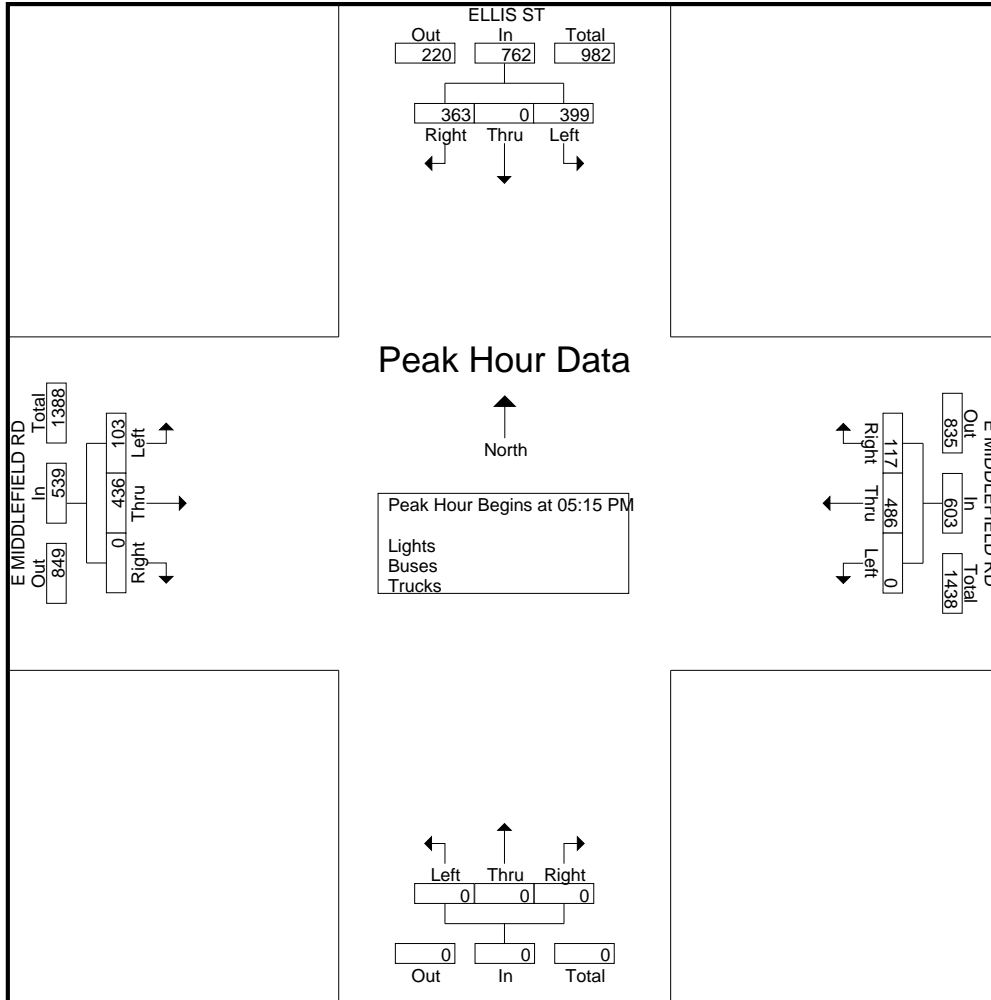 ELLIS ST
Out In Total
220 762 982
363 0 399
Right Thru Left
Peak Hour Data
North
Peak Hour Begins at 05:15 PM
Lights
Buses
Trucks
E MIDDLEFIELD RD
Out In Total
849 539 1388
103 436 0
Left Thru Right
E MIDDLEFIELD RD
Out In Total
835 603 1438
117 486 0
Right Thru Left
Left Thru Right
0 0 0
0 0 0
Out In Total